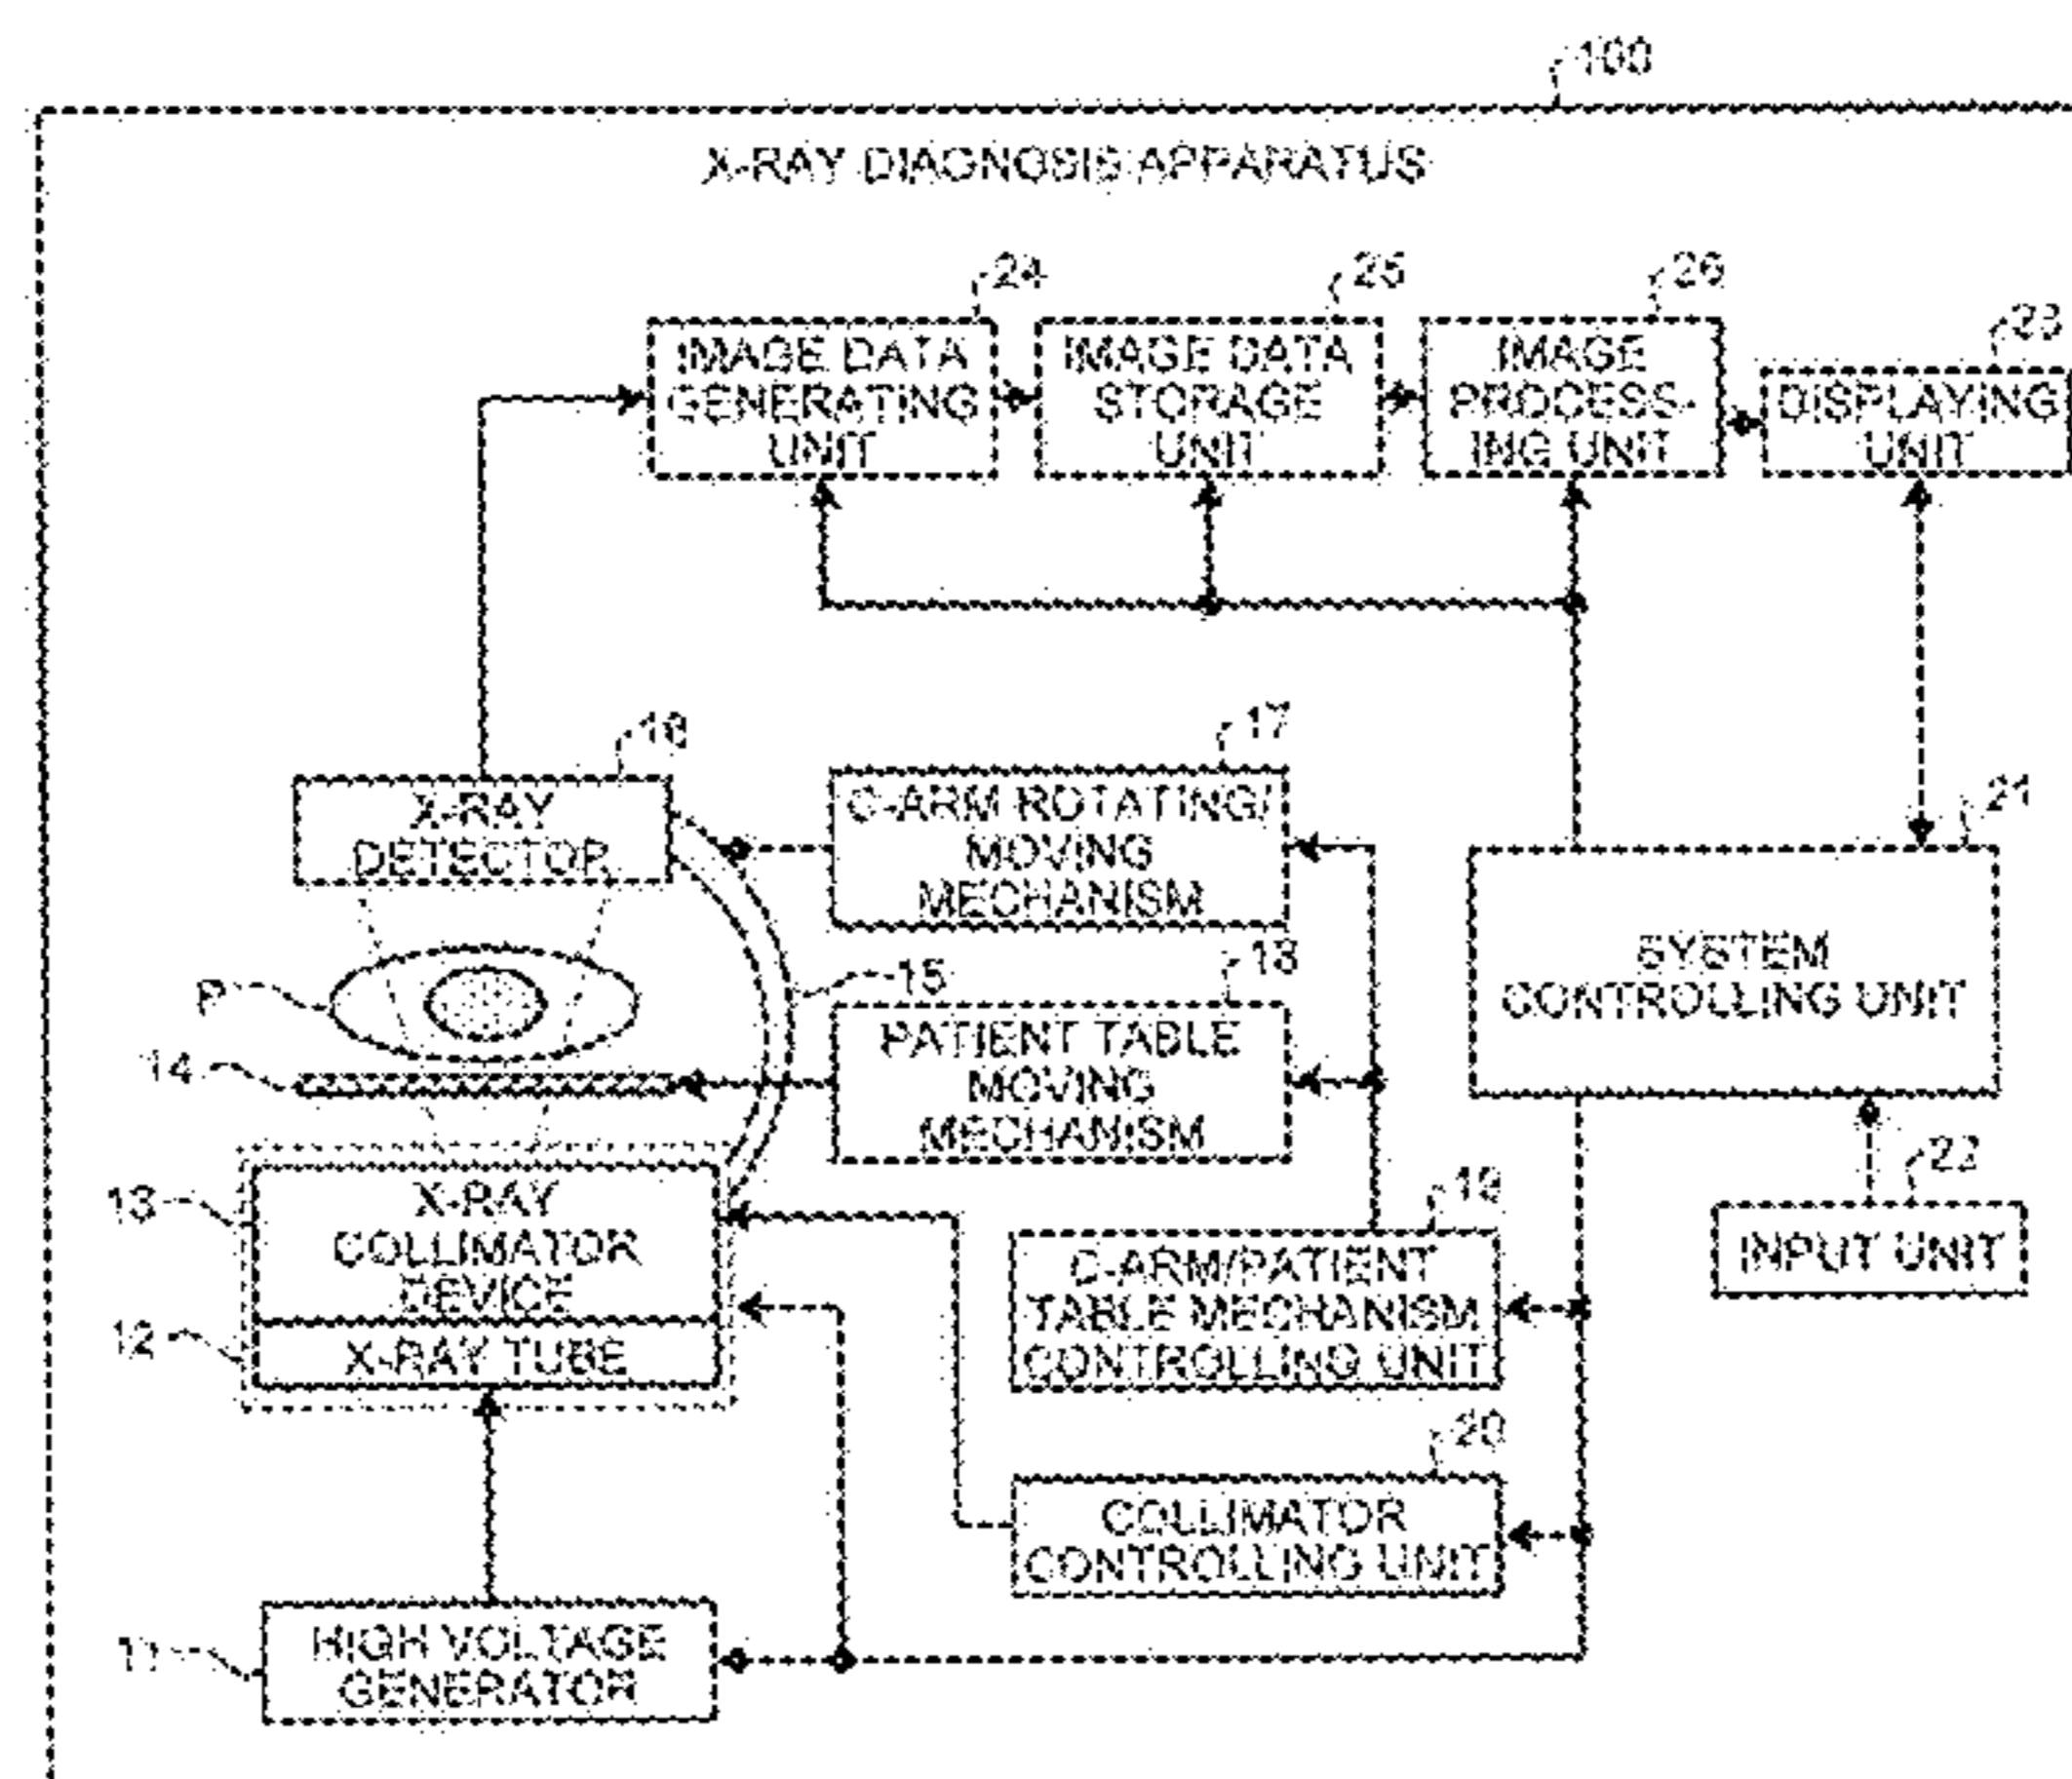 100
X-RAY DIAGNOSIS APPARATUS
24
25
26
23
IMAGE DATA
GENERATING
UNIT
IMAGE DATA
STORAGE
UNIT
IMAGE
PROCESS-
ING UNIT
DISPLAYING
UNIT
16
X-RAY
DETECTOR
17
C-ARM ROTATING/
MOVING
MECHANISM
21
SYSTEM
CONTROLLING UNIT
P
15
18
PATIENT TABLE
MOVING
MECHANISM
14
13
X-RAY
COLLIMATOR
DEVICE
12
X-RAY TUBE
19
C-ARM/PATIENT
TABLE MECHANISM
CONTROLLING UNIT
22
INPUT UNIT
20
COLLIMATOR
CONTROLLING UNIT
11
HIGH VOLTAGE
GENERATOR